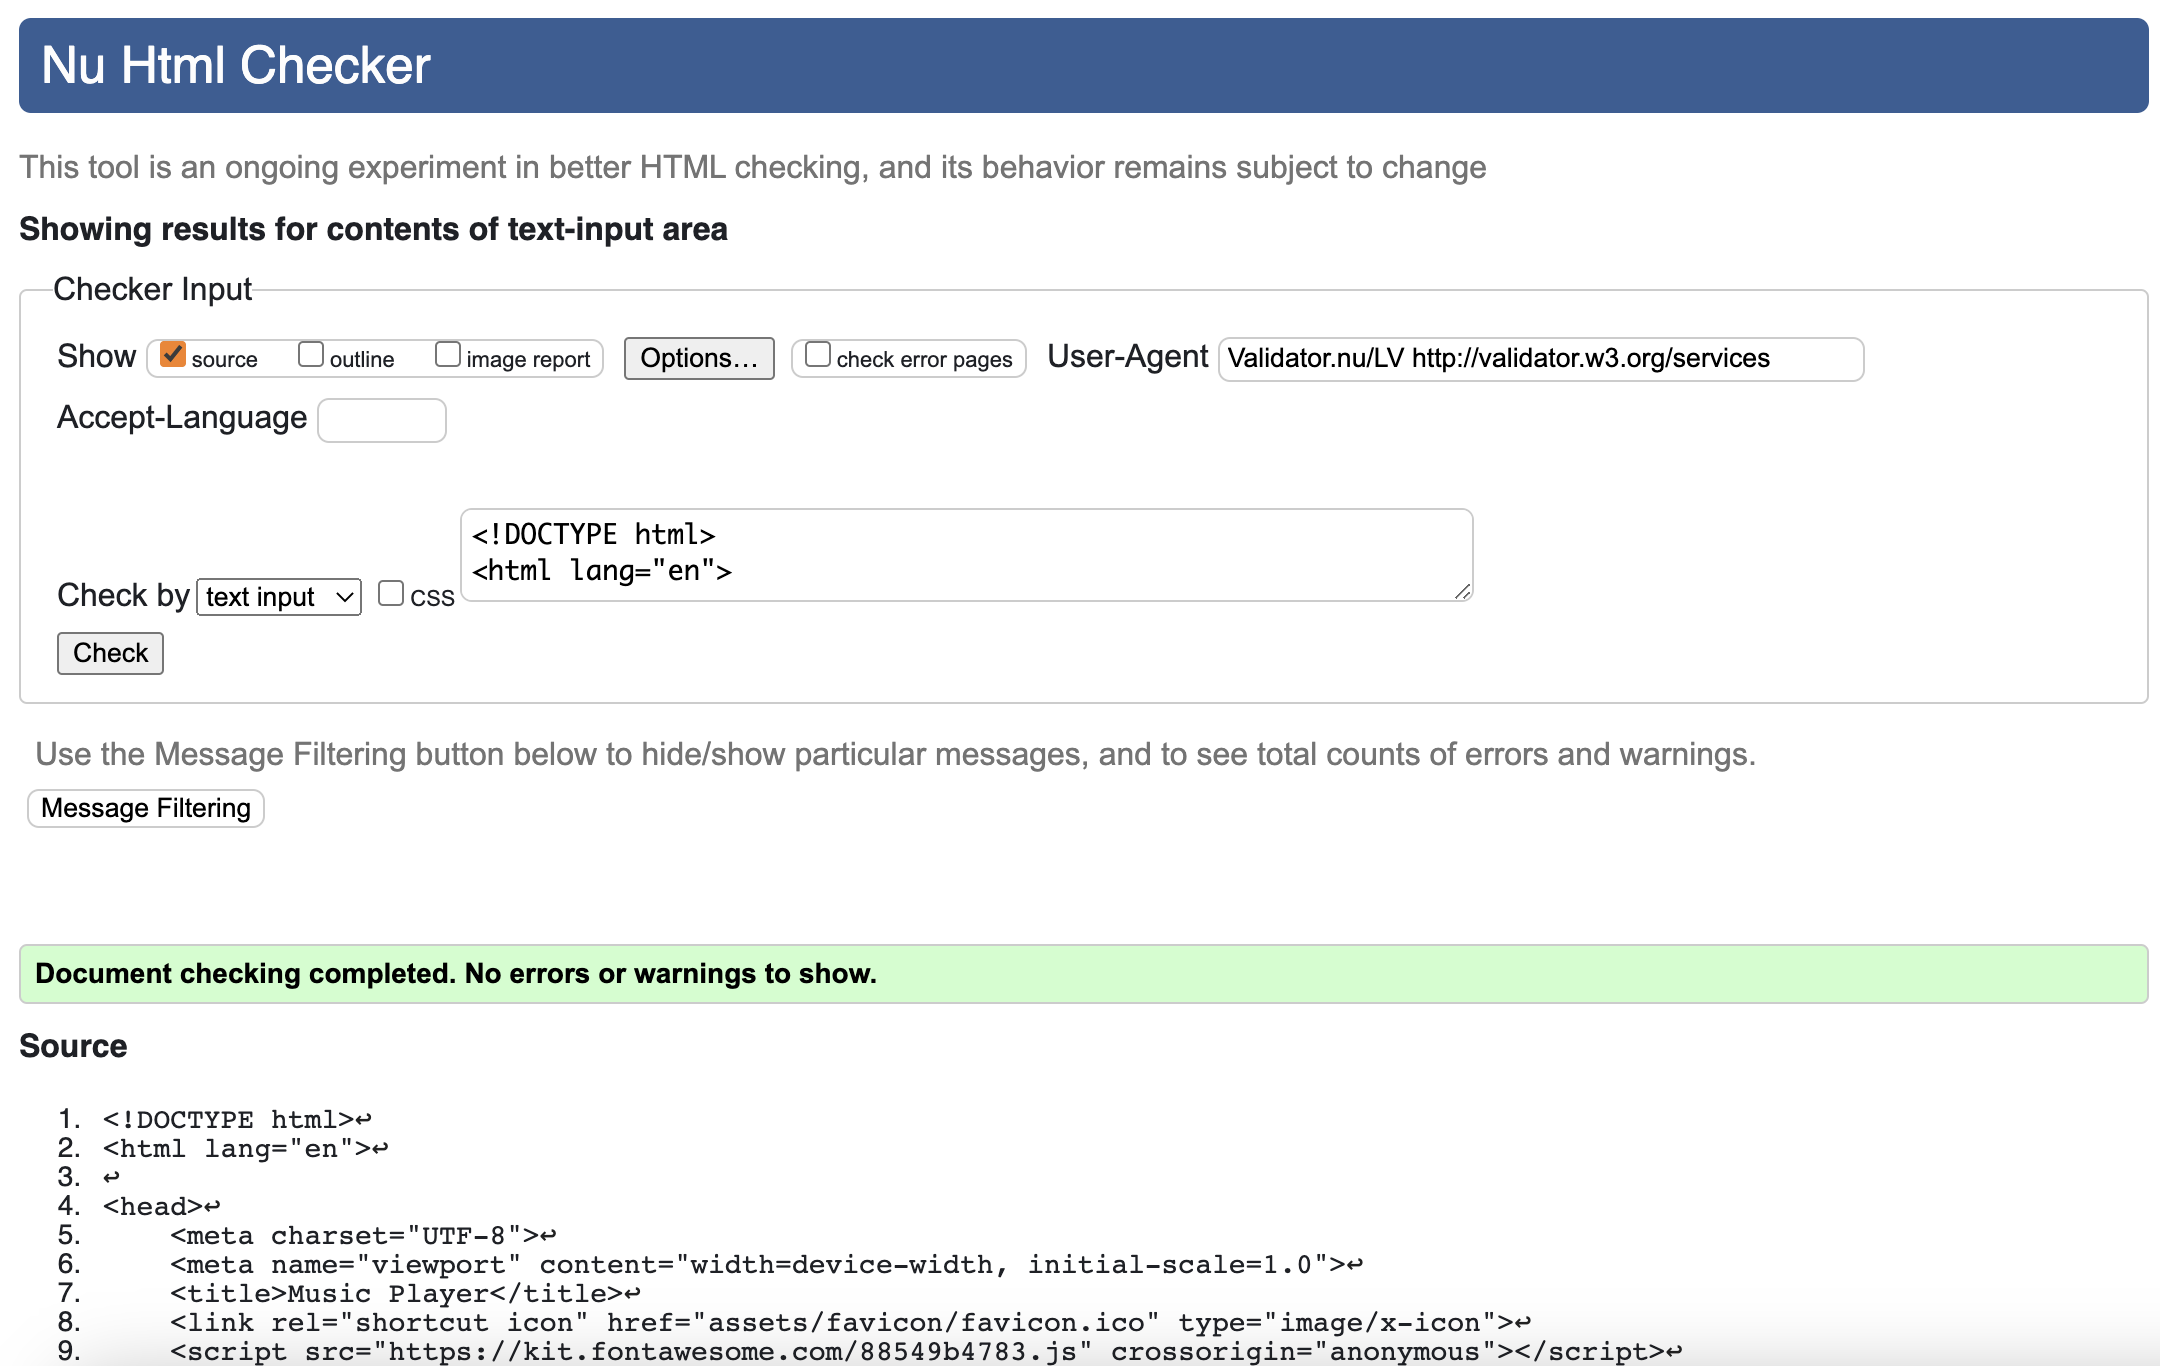 Nu Html Checker
This tool is an ongoing experiment in better HTML checking, and its behavior remains subject to change
Showing results for contents of text-input area
Checker Input
Show source outline image report Options... check error pages User-Agent Validator.nu/LV http://validator.w3.org/services
Accept-Language
<!DOCTYPE html>
<html lang="en">
Check by text input CSS
Check
Use the Message Filtering button below to hide/show particular messages, and to see total counts of errors and warnings.
Message Filtering
Document checking completed. No errors or warnings to show.
Source
1. <!DOCTYPE html>↩
2. <html lang="en">↩
3. ↩
4. <head>↩
5. <meta charset="UTF-8">↩
6. <meta name="viewport" content="width=device-width, initial-scale=1.0">↩
7. <title>Music Player</title>↩
8. <link rel="shortcut icon" href="assets/favicon/favicon.ico" type="image/x-icon">↩
9. <script src="https://kit.fontawesome.com/88549b4783.js" crossorigin="anonymous"></script>↩